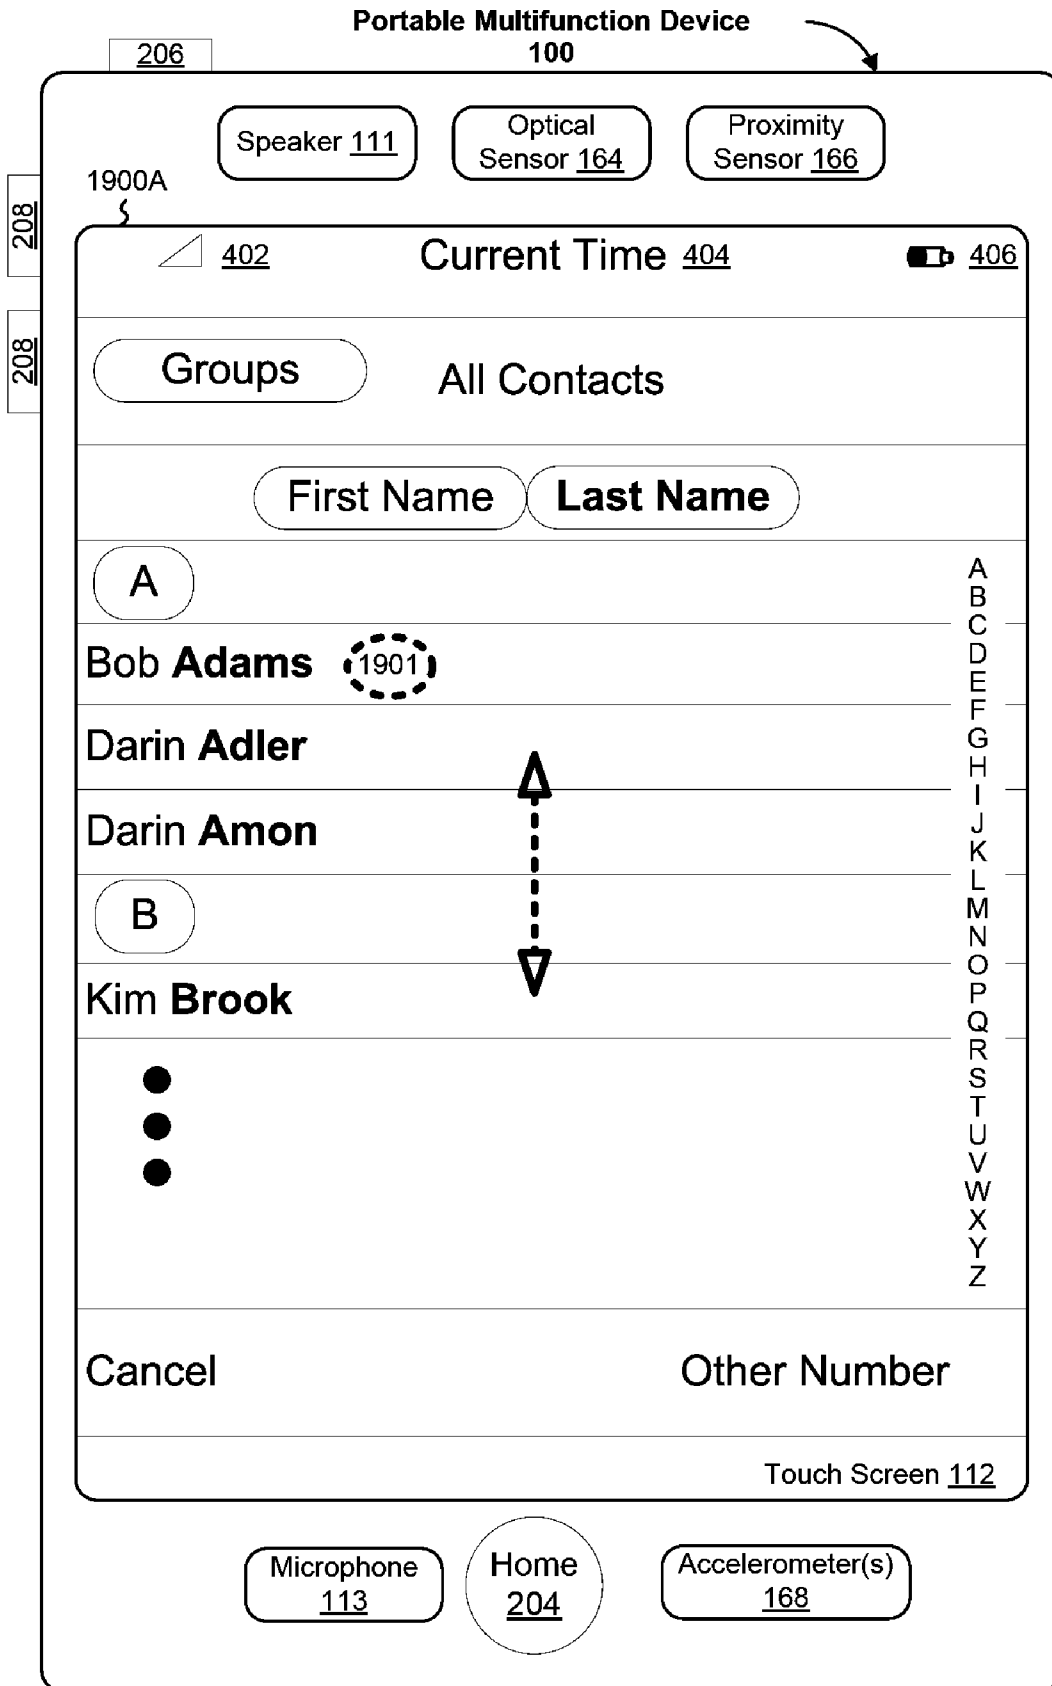 Portable Multifunction Device
100
206
Speaker 111
Optical
Sensor 164
Proximity
Sensor 166
1900A
208
208
402
Current Time 404
406
Groups
All Contacts
First Name
Last Name
A
Bob Adams
1901
Darin Adler
Darin Amon
B
Kim Brook
A
B
C
D
E
F
G
H
I
J
K
L
M
N
O
P
Q
R
S
T
U
V
W
X
Y
Z
Cancel
Other Number
Touch Screen 112
Microphone
113
Home
204
Accelerometer(s)
168